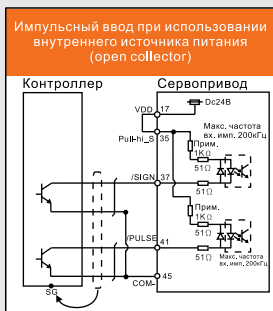 Импульсный ввод при использовании
внутреннего источника питания
(open collector)
Контроллер
Сервопривод
Dc24В
VDD
17
Pull-hi_S
35
Прим.
1KΩ
Макс. частота
вх. имп. 200кГц
51Ω
/SIGN
37
51Ω
Прим.
1KΩ
51Ω
/PULSE
41
51Ω
Макс. частота
вх. имп. 200кГц
45
COM-
SG